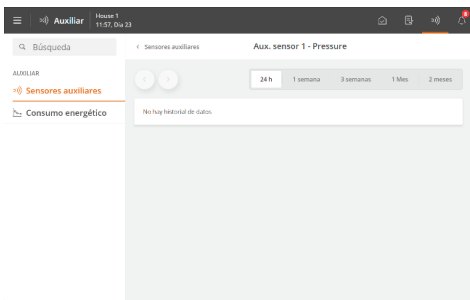 Auxiliar
House 1
11:57, Día 23
8
Búsqueda
AUXILIAR
Sensores auxiliares
Consumo energético
‹ Sensores auxiliares
Aux. sensor 1 - Pressure
24 h 1 semana 3 semanas 1 Mes 2 meses
No hay historial de datos